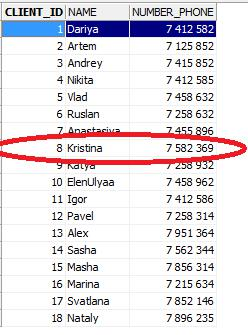 CLIENT_ID NAME NUMBER_PHONE
1 Dariya 7 412 582
2 Artem 7 125 852
3 Andrey 7 415 852
4 Nikita 7 412 585
5 Vlad 7 458 632
6 Ruslan 7 258 632
7 Anastasiya 7 455 896
8 Kristina 7 582 369
9 Katya 7 258 932
10 ElenUlyaa 7 458 962
11 Igor 7 412 586
12 Pavel 7 258 314
13 Alex 7 951 364
14 Sasha 7 562 344
15 Masha 7 856 314
16 Marina 7 215 634
17 Svatlana 7 852 146
18 Nataly 7 896 235